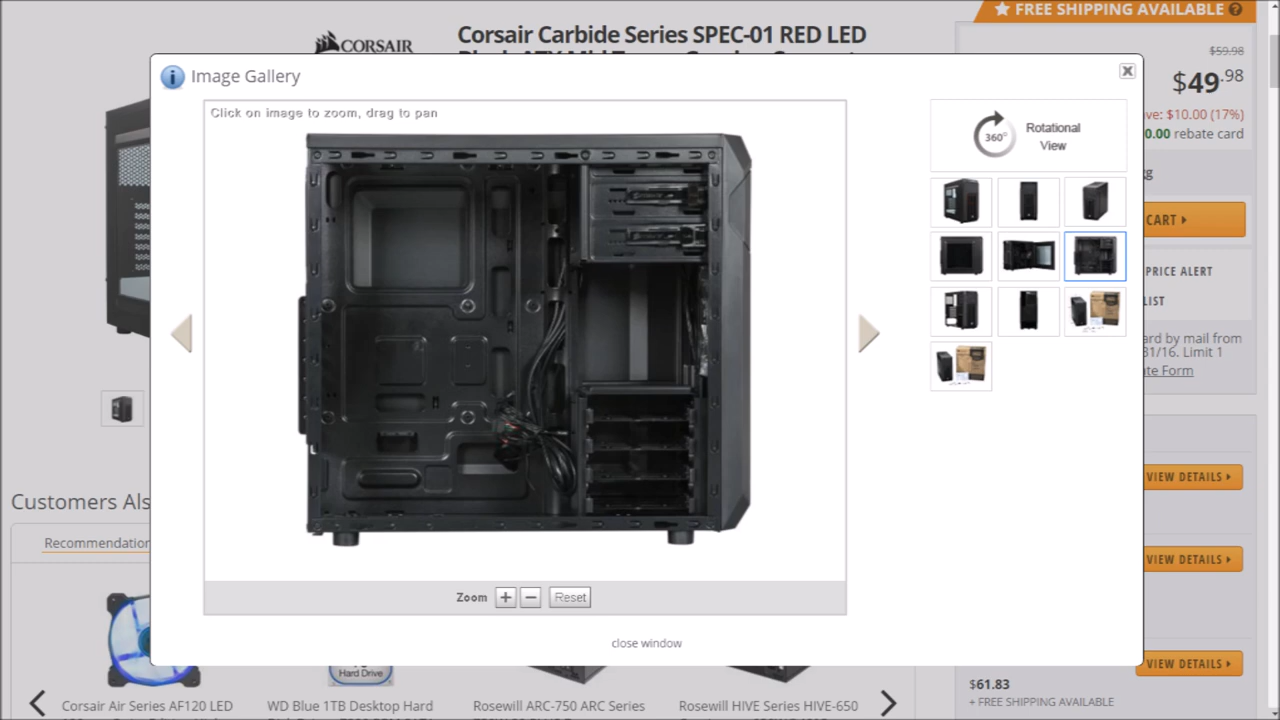 FREE SHIPPING AVAILABLE ?
CORSAIR
Corsair Carbide Series SPEC-01 RED LED
$59.98
$49.98
Image Gallery
Click on image to zoom, drag to pan
360°
Rotational
View
ve: $10.00 (17%)
0.00 rebate card
CART
PRICE ALERT
LIST
ard by mail from
31/16. Limit 1
ate Form
VIEW DETAILS
Customers Als
Recommendation
VIEW DETAILS
Zoom + − Reset
close window
VIEW DETAILS
Hard Drive
$61.83
+ FREE SHIPPING AVAILABLE
Corsair Air Series AF120 LED
WD Blue 1TB Desktop Hard
Rosewill ARC-750 ARC Series
Rosewill HIVE Series HIVE-650